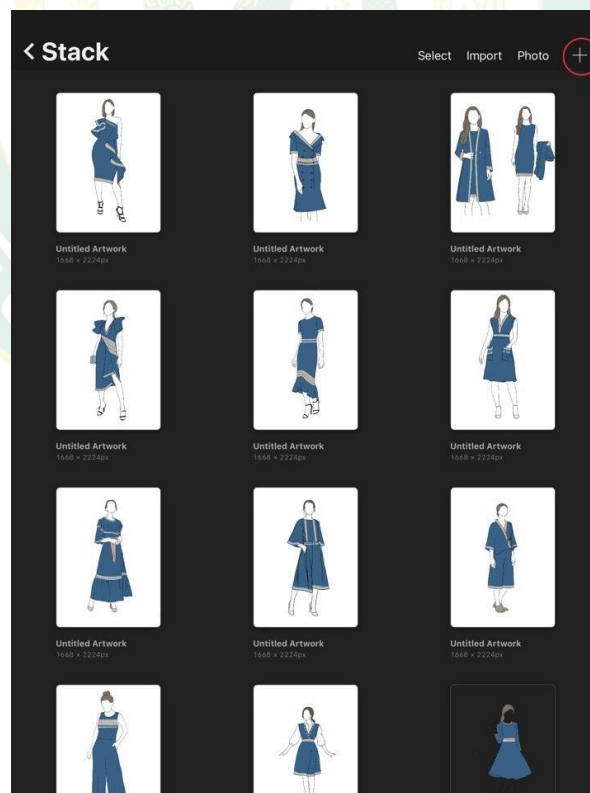 < Stack
Select Import Photo +
Untitled Artwork Untitled Artwork Untitled Artwork
1668 × 2224px 1668 × 2224px 1668 × 2224px
Untitled Artwork Untitled Artwork Untitled Artwork
1668 × 2224px 1668 × 2224px 1668 × 2224px
Untitled Artwork Untitled Artwork Untitled Artwork
1668 × 2224px 1668 × 2224px 1668 × 2224px